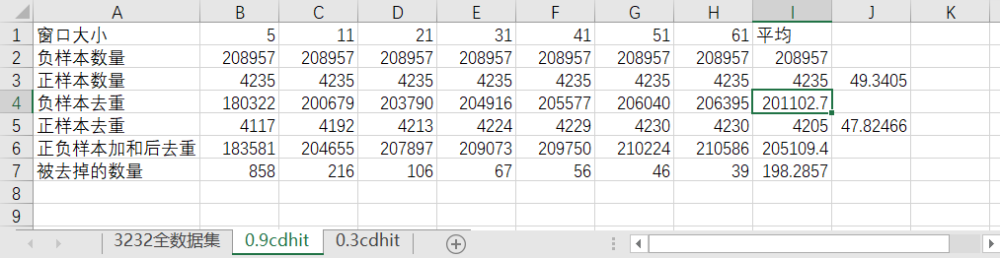 A B C D E F G H I J K
1 窗口大小 5 11 21 31 41 51 61 平均
2 负样本数量 208957 208957 208957 208957 208957 208957 208957 208957
3 正样本数量 4235 4235 4235 4235 4235 4235 4235 4235 49.3405
4 负样本去重 180322 200679 203790 204916 205577 206040 206395 201102.7
5 正样本去重 4117 4192 4213 4224 4229 4230 4230 4205 47.82466
6 正负样本加和后去重 183581 204655 207897 209073 209750 210224 210586 205109.4
7 被去掉的数量 858 216 106 67 56 46 39 198.2857
8
9
3232全数据集 0.9cdhit 0.3cdhit